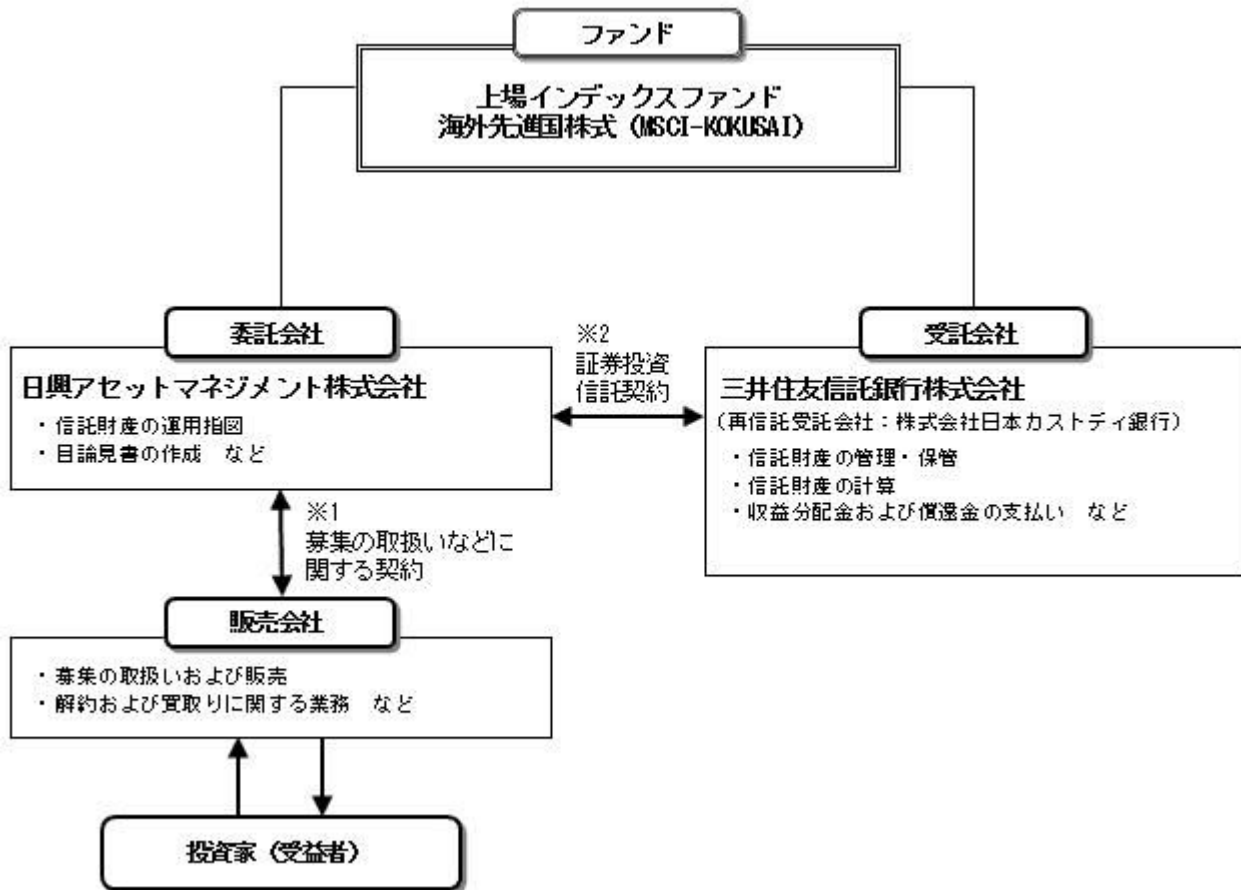 ファンド
上場インデックスファンド
海外先進国株式（MSCI-KOKUSAI）
委託会社
日興アセットマネジメント株式会社
・信託財産の運用指図
・目論見書の作成　など
※2
証券投資
信託契約
受託会社
三井住友信託銀行株式会社
（再信託受託会社：株式会社日本カストディ銀行）
・信託財産の管理・保管
・信託財産の計算
・収益分配金および償還金の支払い　など
※1
募集の取扱いなどに
関する契約
販売会社
・募集の取扱いおよび販売
・解約および買取りに関する業務　など
投資家（受益者）